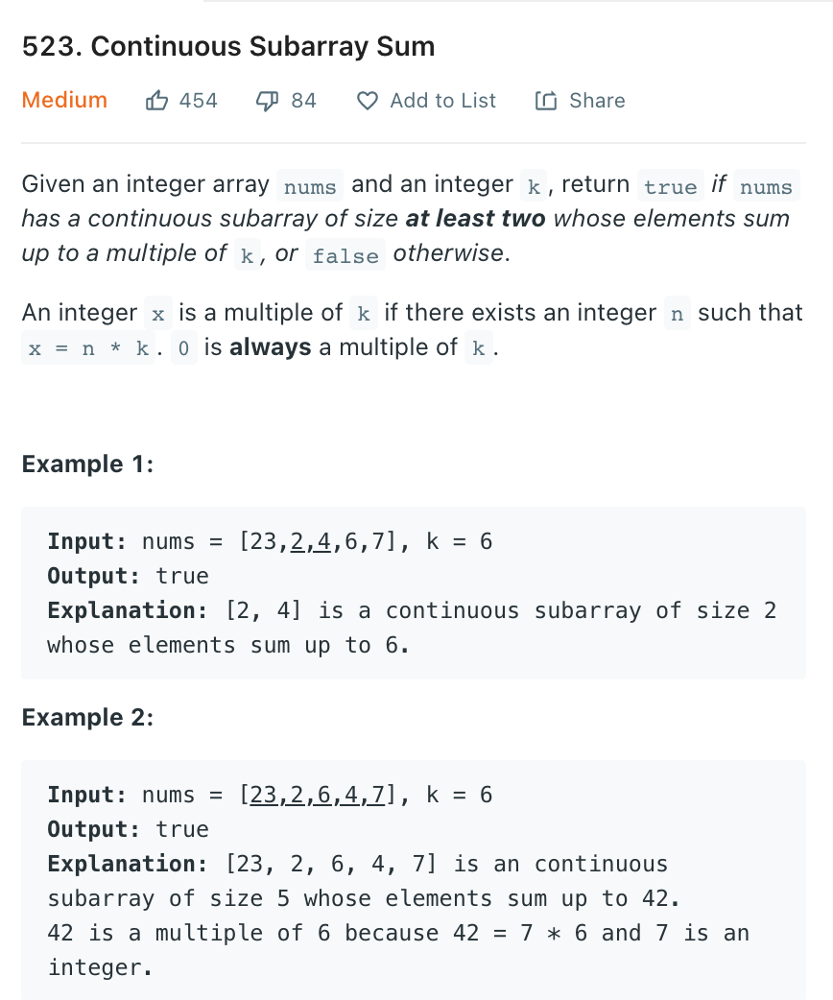 523. Continuous Subarray Sum
Medium 454 84 Add to List Share
Given an integer array nums and an integer k, return true if nums
has a continuous subarray of size at least two whose elements sum
up to a multiple of k, or false otherwise.
An integer x is a multiple of k if there exists an integer n such that
x = n * k. 0 is always a multiple of k.
Example 1:
Input: nums = [23,2,4,6,7], k = 6
Output: true
Explanation: [2, 4] is a continuous subarray of size 2
whose elements sum up to 6.
Example 2:
Input: nums = [23,2,6,4,7], k = 6
Output: true
Explanation: [23, 2, 6, 4, 7] is an continuous
subarray of size 5 whose elements sum up to 42.
42 is a multiple of 6 because 42 = 7 * 6 and 7 is an
integer.